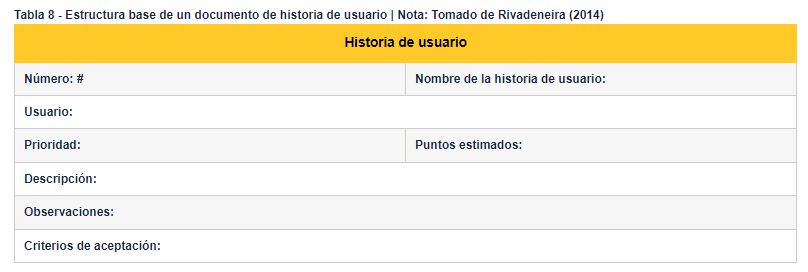 Tabla 8 - Estructura base de un documento de historia de usuario | Nota: Tomado de Rivadeneira (2014)
Historia de usuario
Número: # Nombre de la historia de usuario:
Usuario:
Prioridad: Puntos estimados:
Descripción:
Observaciones:
Criterios de aceptación: